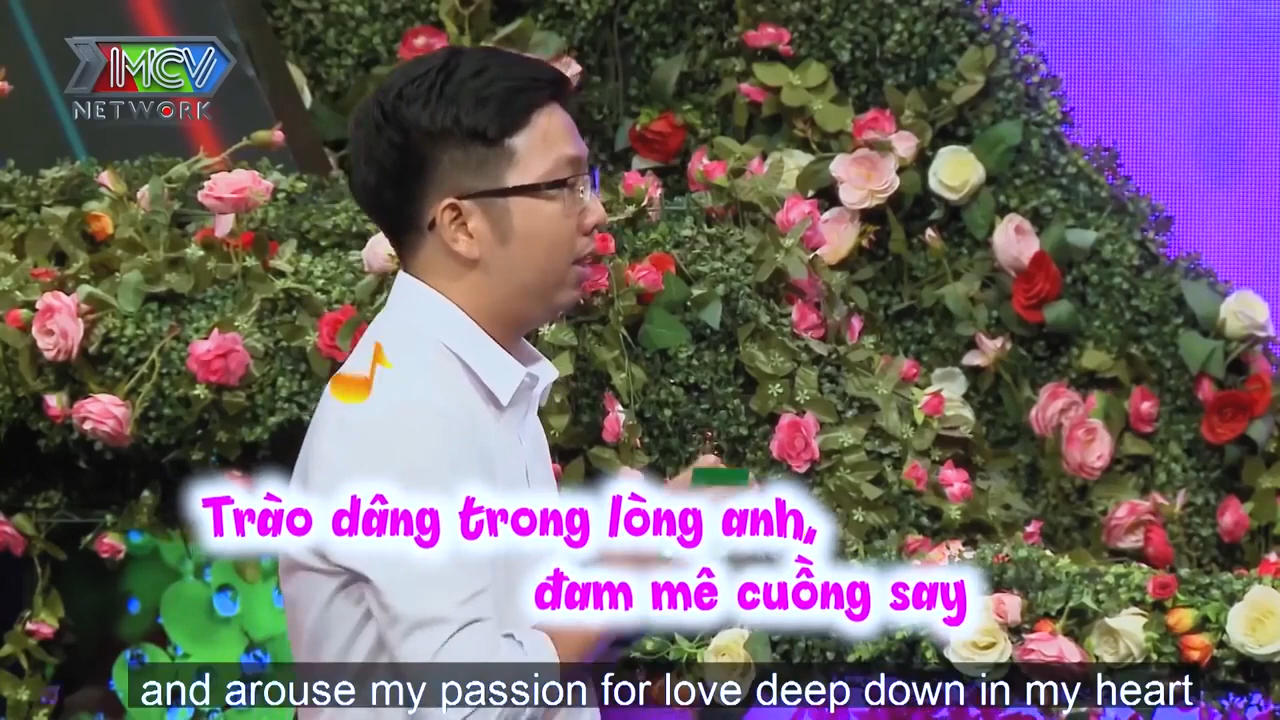 MCV
NETWORK
Trào dâng trong lòng anh,
đam mê cuồng say
and arouse my passion for love deep down in my heart